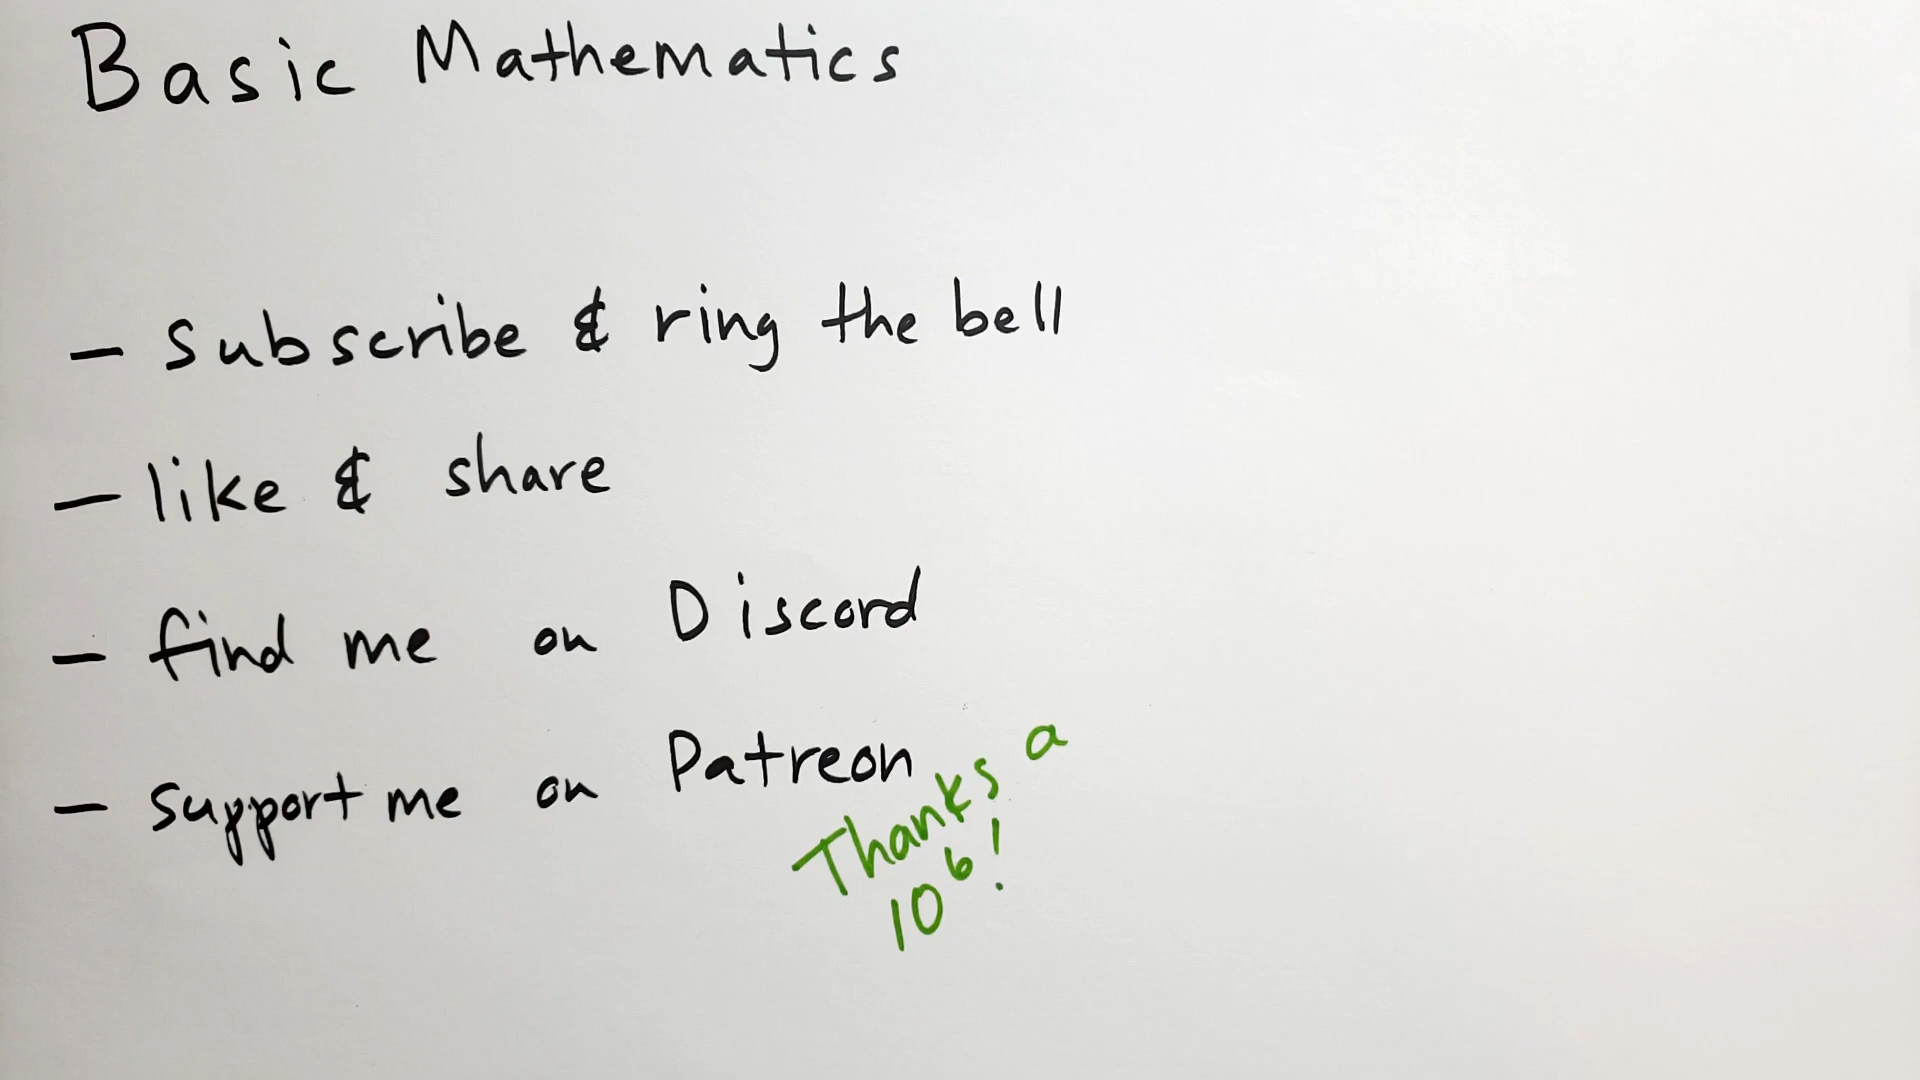 Basic Mathematics
- subscribe & ring the bell
- like & share
- find me on Discord
- support me on Patreon
Thanks a
10⁶!